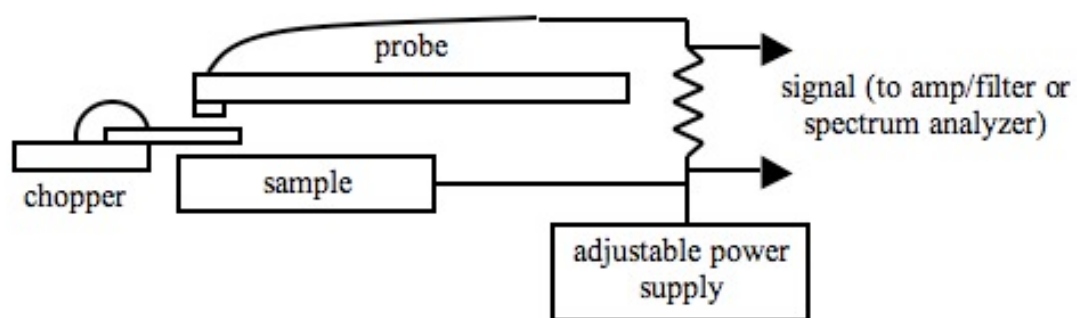 probe
signal (to amp/filter or
spectrum analyzer)
chopper
sample
adjustable power
supply